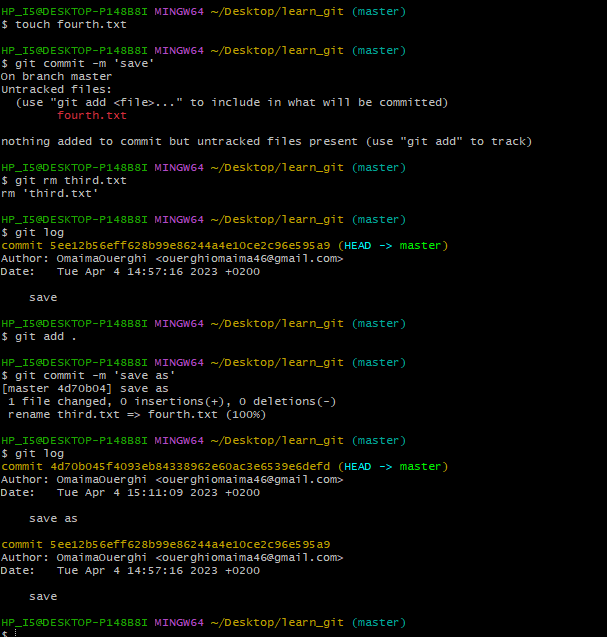 HP_I5@DESKTOP-P148B8I MINGW64 ~/Desktop/learn_git (master)
$ touch fourth.txt
HP_I5@DESKTOP-P148B8I MINGW64 ~/Desktop/learn_git (master)
$ git commit -m 'save'
On branch master
Untracked files:
  (use "git add <file>..." to include in what will be committed)
        fourth.txt
nothing added to commit but untracked files present (use "git add" to track)
HP_I5@DESKTOP-P148B8I MINGW64 ~/Desktop/learn_git (master)
$ git rm third.txt
rm 'third.txt'
HP_I5@DESKTOP-P148B8I MINGW64 ~/Desktop/learn_git (master)
$ git log
commit 5ee12b56eff628b99e86244a4e10ce2c96e595a9 (HEAD -> master)
Author: OmaimaOuerghi <ouerghiomaima46@gmail.com>
Date:   Tue Apr 4 14:57:16 2023 +0200
    save
HP_I5@DESKTOP-P148B8I MINGW64 ~/Desktop/learn_git (master)
$ git add .
HP_I5@DESKTOP-P148B8I MINGW64 ~/Desktop/learn_git (master)
$ git commit -m 'save as'
[master 4d70b04] save as
 1 file changed, 0 insertions(+), 0 deletions(-)
 rename third.txt => fourth.txt (100%)
HP_I5@DESKTOP-P148B8I MINGW64 ~/Desktop/learn_git (master)
$ git log
commit 4d70b045f4093eb84338962e60ac3e6539e6defd (HEAD -> master)
Author: OmaimaOuerghi <ouerghiomaima46@gmail.com>
Date:   Tue Apr 4 15:11:09 2023 +0200
    save as
commit 5ee12b56eff628b99e86244a4e10ce2c96e595a9
Author: OmaimaOuerghi <ouerghiomaima46@gmail.com>
Date:   Tue Apr 4 14:57:16 2023 +0200
    save
HP_I5@DESKTOP-P148B8I MINGW64 ~/Desktop/learn_git (master)
$